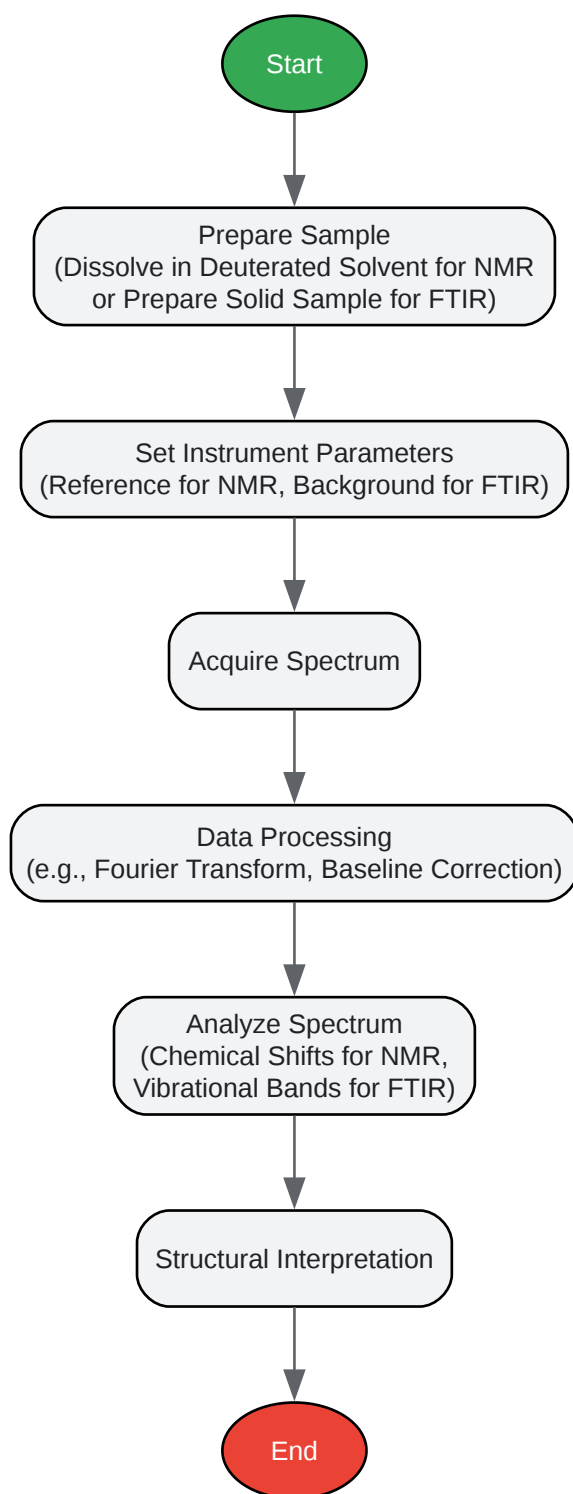 Start
Prepare Sample
(Dissolve in Deuterated Solvent for NMR
or Prepare Solid Sample for FTIR)
Set Instrument Parameters
(Reference for NMR, Background for FTIR)
Acquire Spectrum
Data Processing
(e.g., Fourier Transform, Baseline Correction)
Analyze Spectrum
(Chemical Shifts for NMR,
Vibrational Bands for FTIR)
Structural Interpretation
End